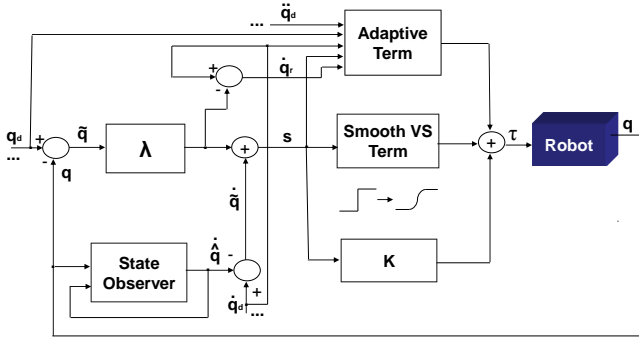 ... q̈d
Adaptive
Term
+
-
q̇r
qd +
...
-
q
q̃
λ
+
s
Smooth VS
Term
+
τ
Robot
q
q̃̇
State
Observer
q̂̇
-
+
q̇d
...
K